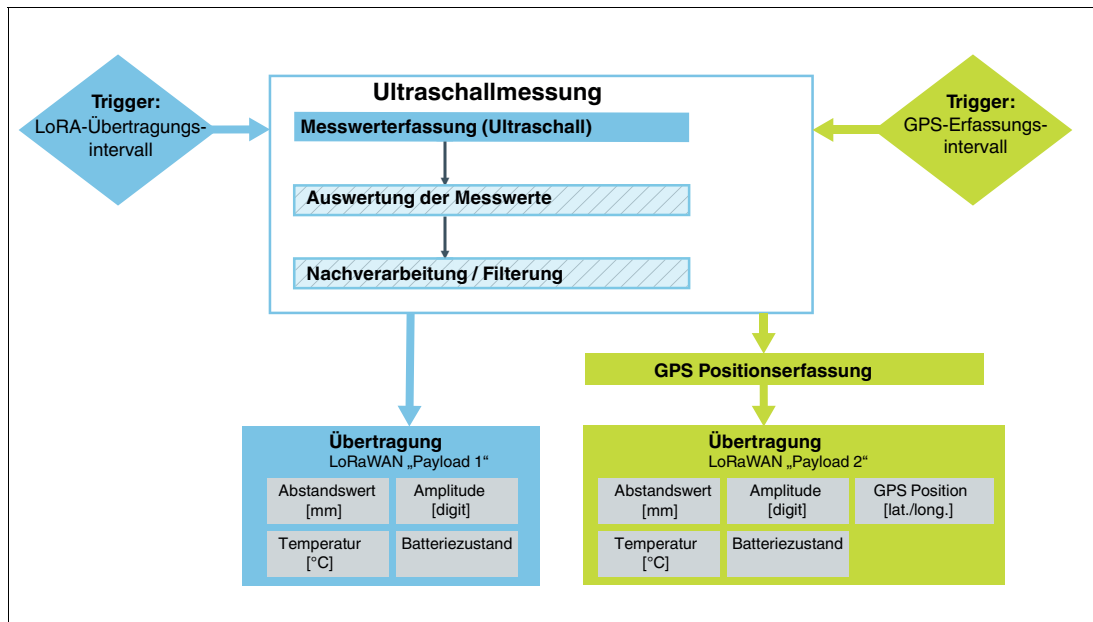 Trigger:
LoRA-Übertragungs-
intervall
Ultraschallmessung
Messwerterfassung (Ultraschall)
Auswertung der Messwerte
Nachverarbeitung / Filterung
Trigger:
GPS-Erfassungs-
intervall
GPS Positionserfassung
Übertragung
LoRaWAN „Payload 1“
Abstandswert
[mm]
Amplitude
[digit]
Temperatur
[°C]
Batteriezustand
Übertragung
LoRaWAN „Payload 2“
Abstandswert
[mm]
Amplitude
[digit]
GPS Position
[lat./long.]
Temperatur
[°C]
Batteriezustand